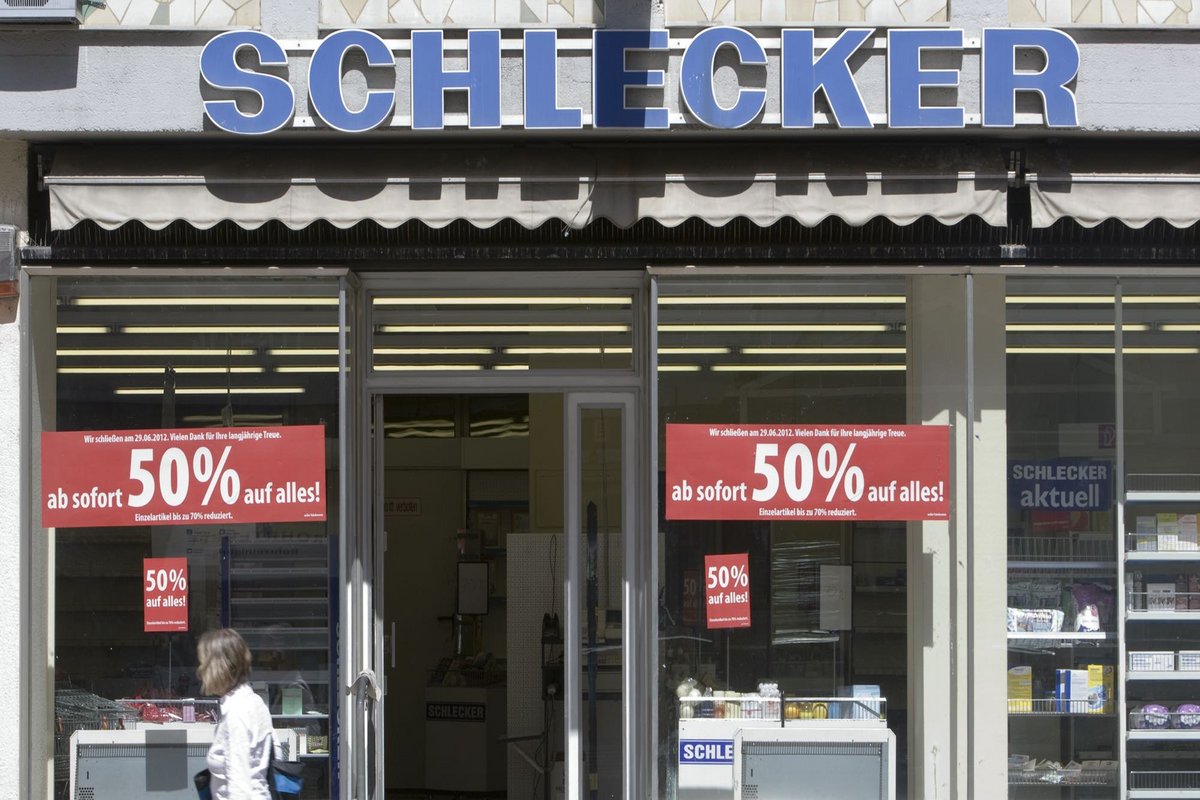 SCHLECKER
Wir schließen am 29.06.2012. Vielen Dank für Ihre langjährige Treue.
ab sofort 50% auf alles!
Einzelartikel bis zu 70% reduziert.
Wir schließen am 29.06.2012. Vielen Dank für Ihre langjährige Treue.
ab sofort 50% auf alles!
Einzelartikel bis zu 70% reduziert.
SCHLECKER
aktuell
50%
auf alles!
50%
auf alles!
SCHLECKER
SCHLE